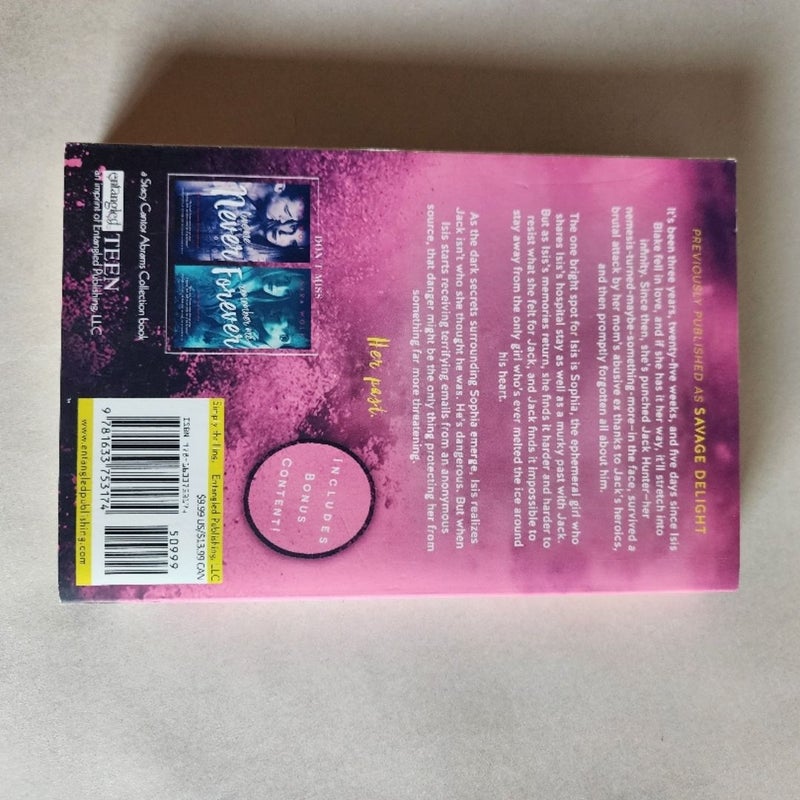 PREVIOUSLY PUBLISHED AS SAVAGE DELIGHT
It's been three years, twenty-five weeks, and five days since Isis
Blake fell in love, and if she has it her way, it'll stretch into
infinity. Since then, she's punched Jack Hunter—her
nemesis-turned-maybe-something-more—in the face, survived a
brutal attack by her mom's abusive ex thanks to Jack's heroics,
and then promptly forgotten all about him.
The one bright spot for Isis is Sophia, the ephemeral girl who
shares Isis's hospital stay as well as a murky past with Jack.
But as Isis's memories return, she finds it harder and harder to
resist what she felt for Jack, and Jack finds it impossible to
stay away from the only girl who's ever melted the ice around
his heart.
As the dark secrets surrounding Sophia emerge, Isis realizes
Jack isn't who she thought he was. He's dangerous. But when
Isis starts receiving terrifying emails from an anonymous
source, that danger might be the only thing protecting her from
something far more threatening.
Her past.
INCLUDES
BONUS
CONTENT!
DON'T MISS
Never
Forever
entangled TEEN
an imprint of Entangled Publishing, LLC
a Stacy Cantor Abrams Collection book
Entangled Publishing, LLC
$9.99 US/$13.99 CAN
9 781633 753174
50999
www.entangledpublishing.com